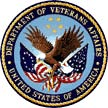 DEPARTMENT OF VETERANS AFFAIRS
UNITED STATES OF AMERICA